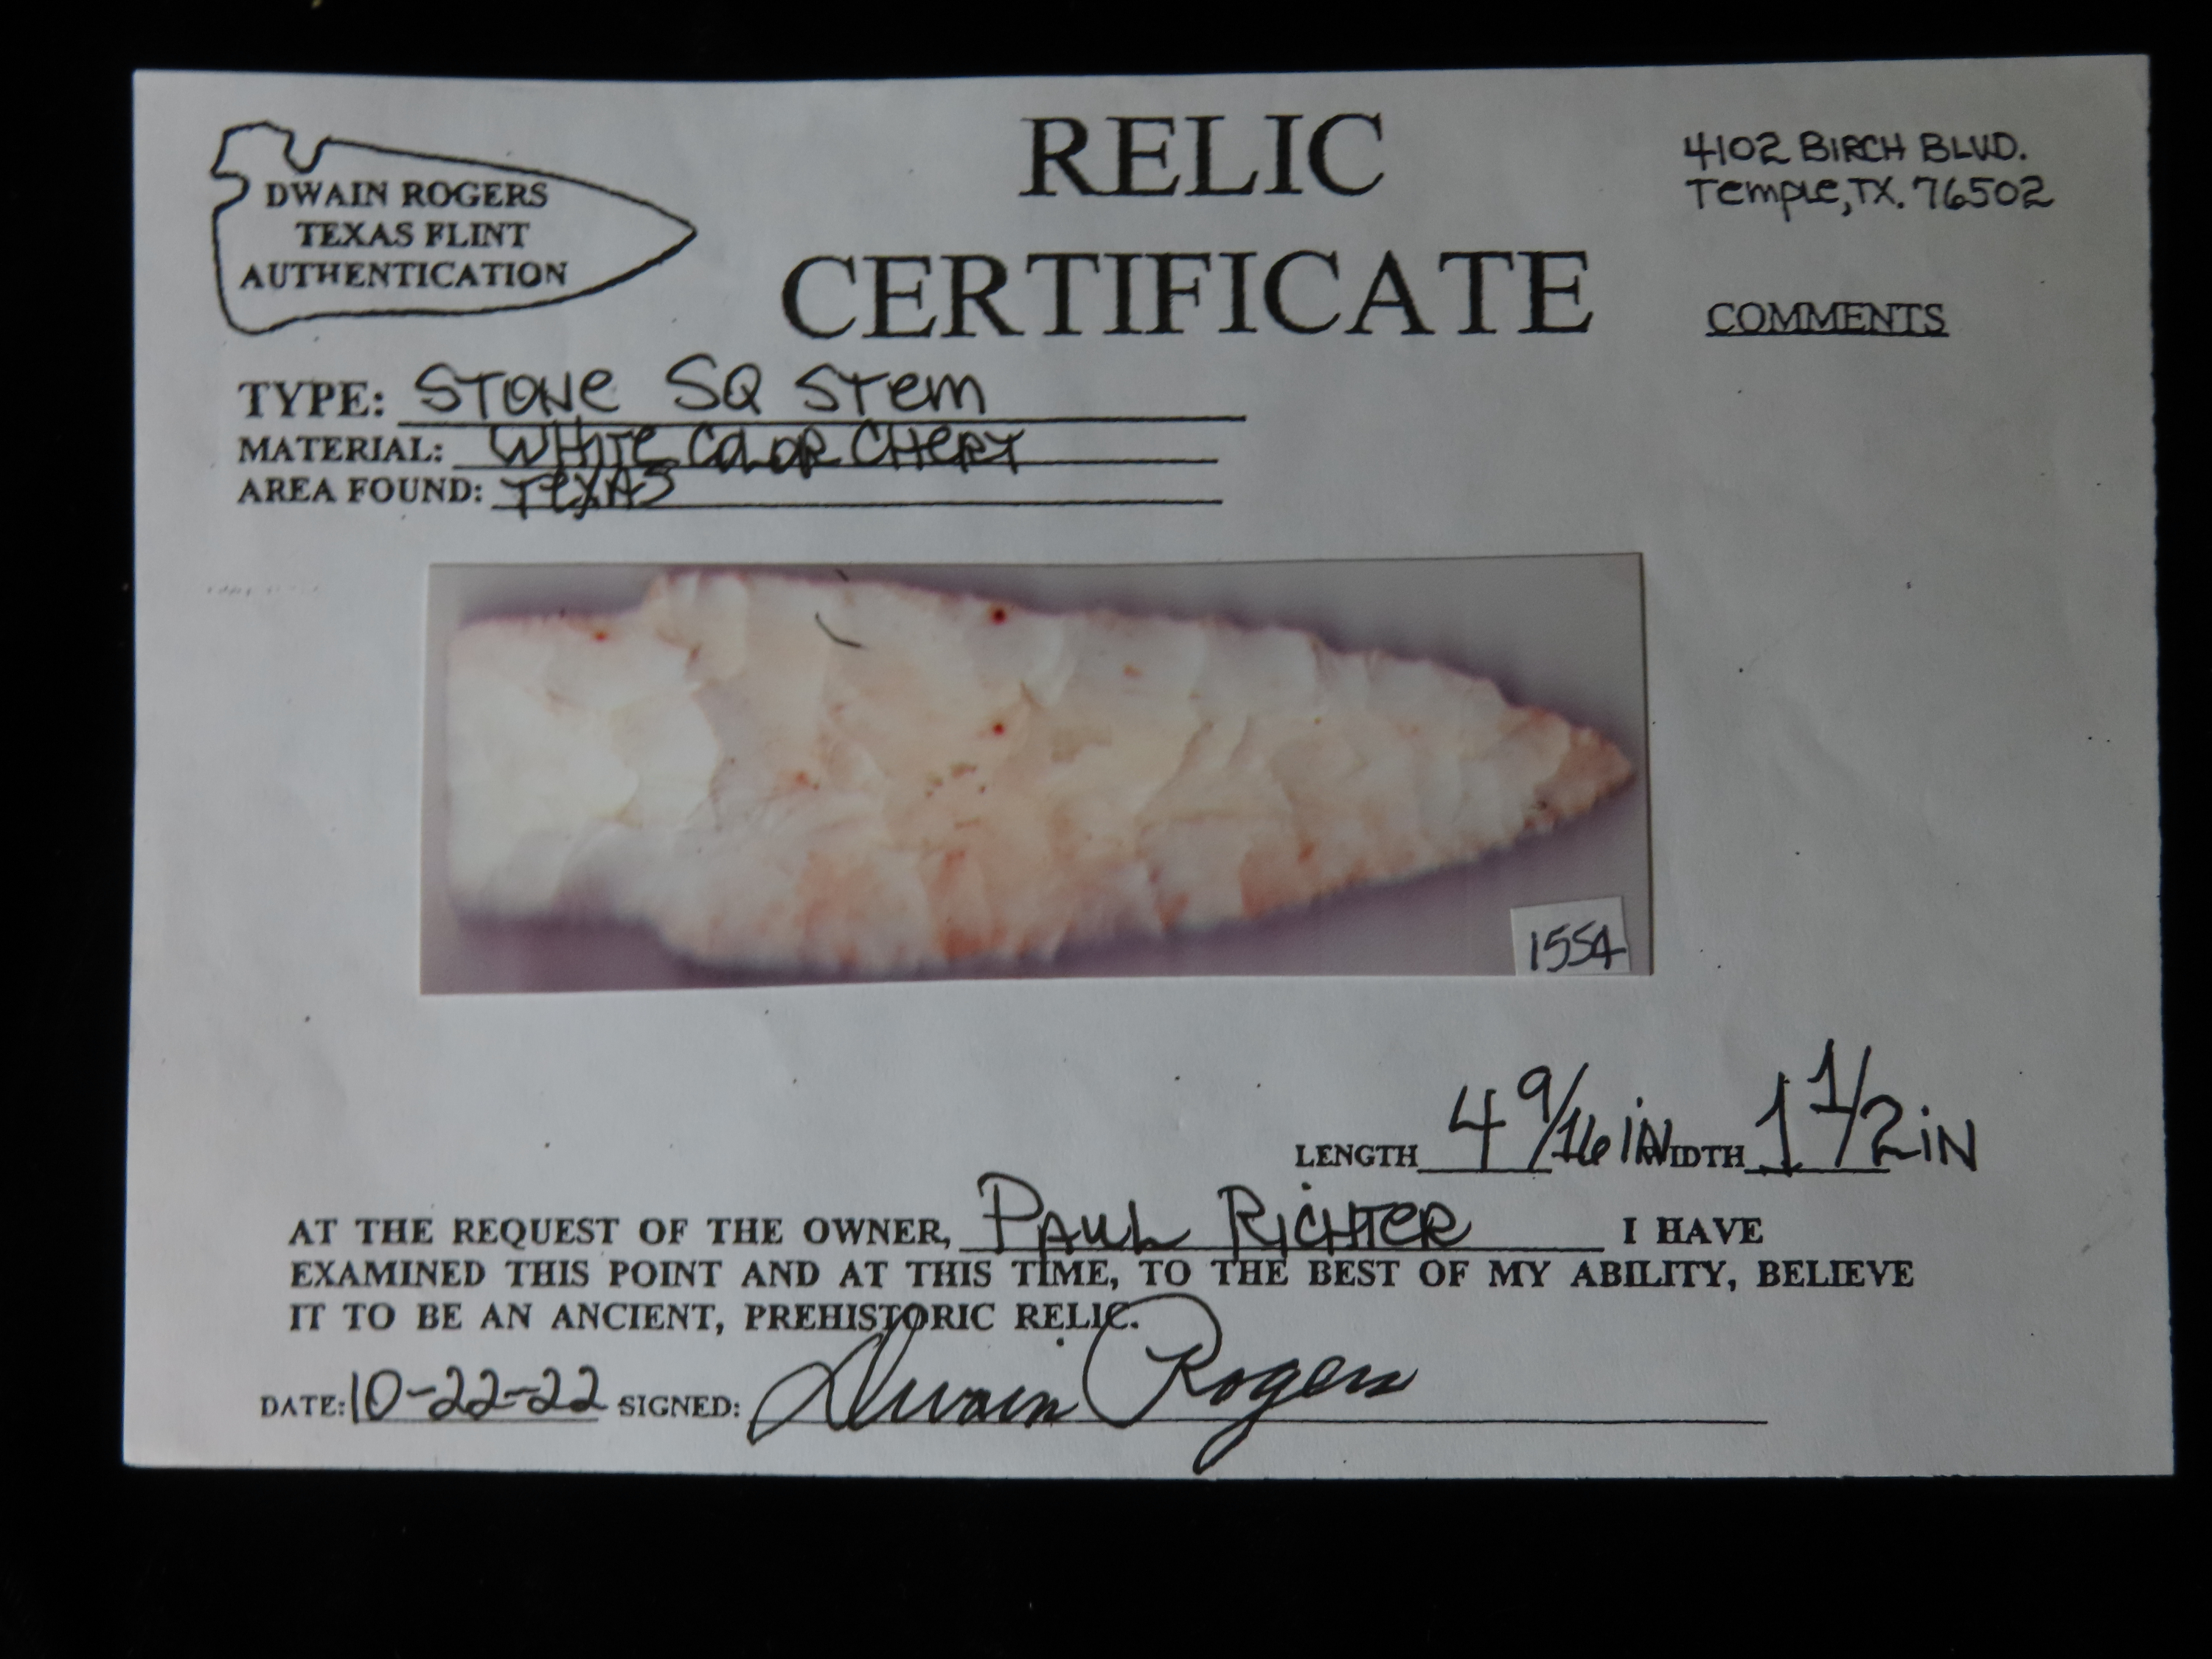 DWAIN ROGERS
TEXAS FLINT
AUTHENTICATION
RELIC
CERTIFICATE
4102 BIRCH BLVD.
Temple, TX. 76502
COMMENTS
TYPE: STONE SQ STEM
MATERIAL: WHITE COLOR CHERT
AREA FOUND: TEXAS
1554
LENGTH 4 9/16 IN WIDTH 1 1/2 IN
AT THE REQUEST OF THE OWNER, PAUL RICHTER I HAVE
EXAMINED THIS POINT AND AT THIS TIME, TO THE BEST OF MY ABILITY, BELIEVE
IT TO BE AN ANCIENT, PREHISTORIC RELIC.
DATE: 10-22-22 SIGNED: Dwain Rogers